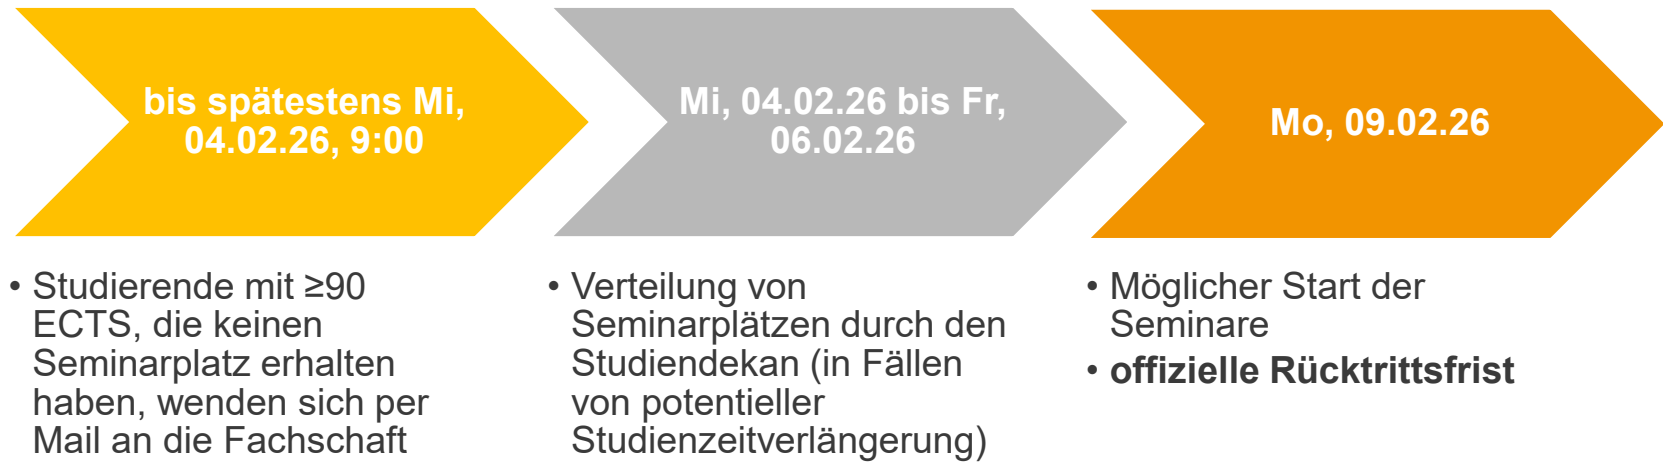 bis spätestens Mi,
04.02.26, 9:00
• Studierende mit ≥90
ECTS, die keinen
Seminarplatz erhalten
haben, wenden sich per
Mail an die Fachschaft
Mi, 04.02.26 bis Fr,
06.02.26
• Verteilung von
Seminarplätzen durch den
Studiendekan (in Fällen
von potentieller
Studienzeitverlängerung)
Mo, 09.02.26
• Möglicher Start der
Seminare
• offizielle Rücktrittsfrist